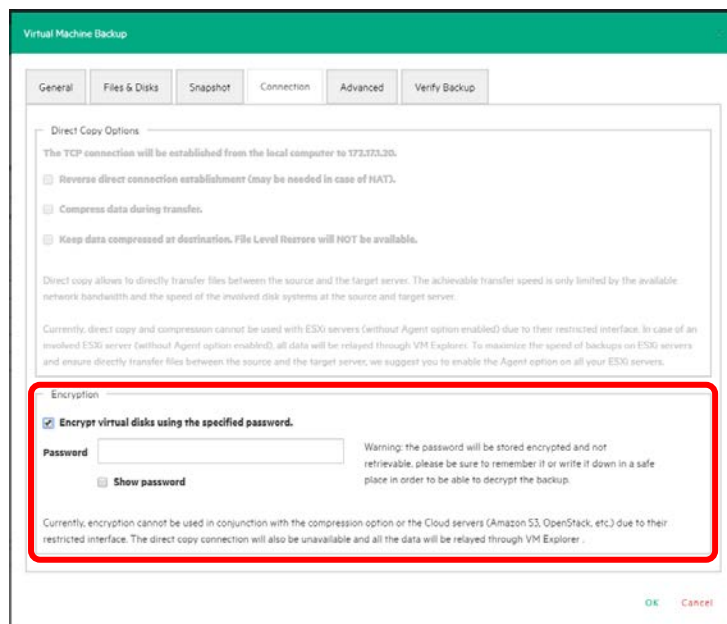 Virtual Machine Backup
General
Files & Disks
Snapshot
Connection
Advanced
Verify Backup
Direct Copy Options
The TCP connection will be established from the local computer to 172.17.1.20.
Reverse direct connection establishment (may be needed in case of NAT).
Compress data during transfer.
Keep data compressed at destination. File Level Restore will NOT be available.
Direct copy allows to directly transfer files between the source and the target server. The achievable transfer speed is only limited by the available
network bandwidth and the speed of the involved disk systems at the source and target server.
Currently, direct copy and compression cannot be used with ESXi servers (without Agent option enabled) due to their restricted interface. In case of an
involved ESXi server (without Agent option enabled), all data will be relayed through VM Explorer. To maximize the speed of backups on ESXi servers
and ensure directly transfer files between the source and the target server, we suggest you to enable the Agent option on all your ESXi servers.
Encryption
Encrypt virtual disks using the specified password.
Password
Warning: the password will be stored encrypted and not
retrievable, please be sure to remember it or write it down in a safe
place in order to be able to decrypt the backup.
Show password
Currently, encryption cannot be used in conjunction with the compression option or the Cloud servers (Amazon S3, OpenStack, etc.) due to their
restricted interface. The direct copy connection will also be unavailable and all the data will be relayed through VM Explorer .
OK
Cancel